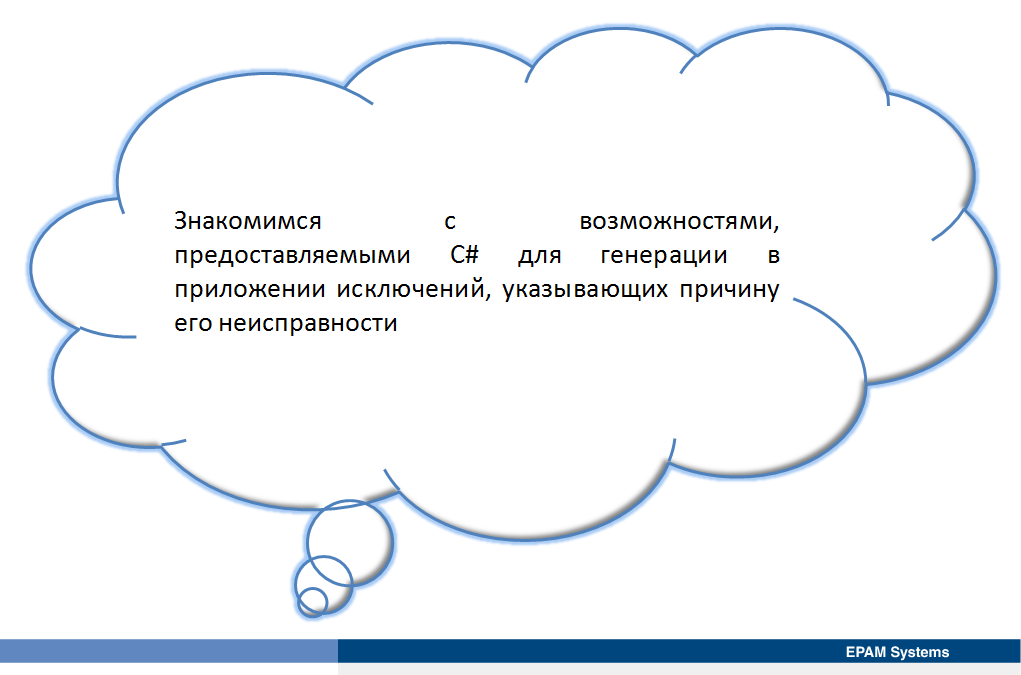 Знакомимся с возможностями,
предоставляемыми C# для генерации в
приложении исключений, указывающих причину
его неисправности
EPAM Systems